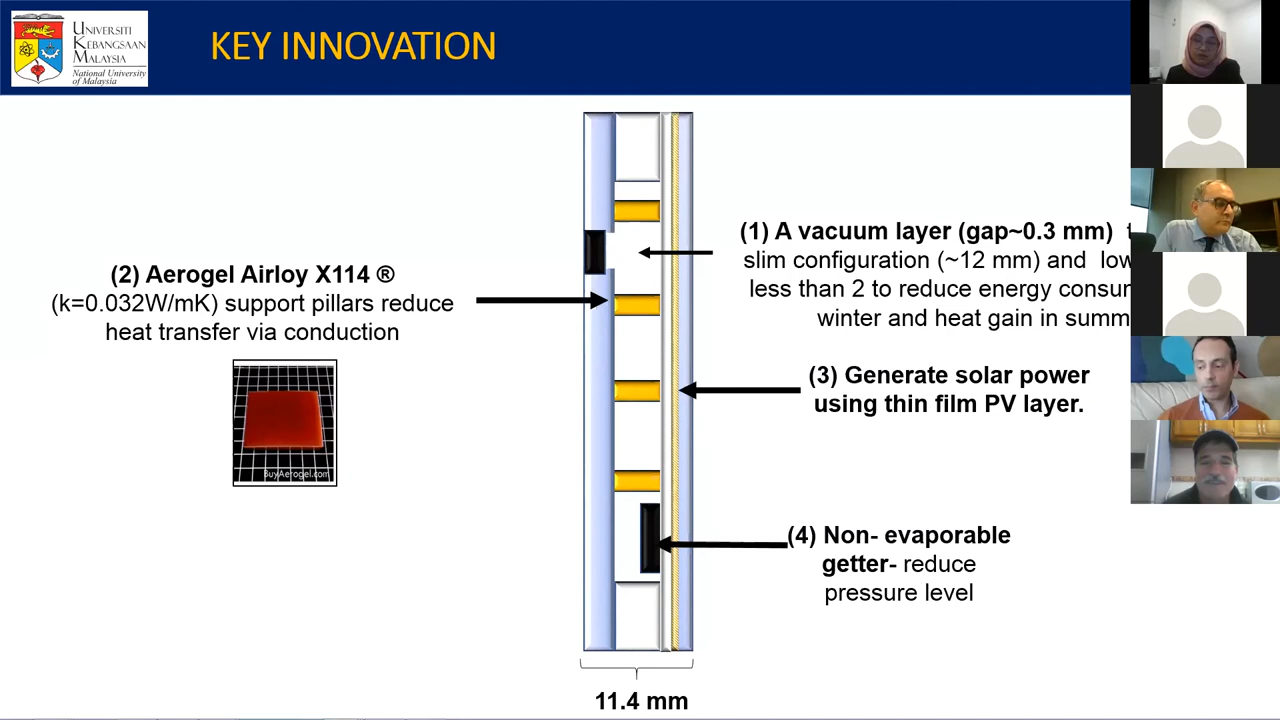 UNIVERSITI
KEBANGSAAN
MALAYSIA
National University
of Malaysia
KEY INNOVATION
(1) A vacuum layer (gap~0.3 mm)
slim configuration (~12 mm) and low
less than 2 to reduce energy
winter and heat gain in
(2) Aerogel Airloy X114 ®
(k=0.032W/mK) support pillars reduce
heat transfer via conduction
BuyAerogel.com
(3) Generate solar power
using thin film PV layer.
(4) Non- evaporable
getter- reduce
pressure level
11.4 mm